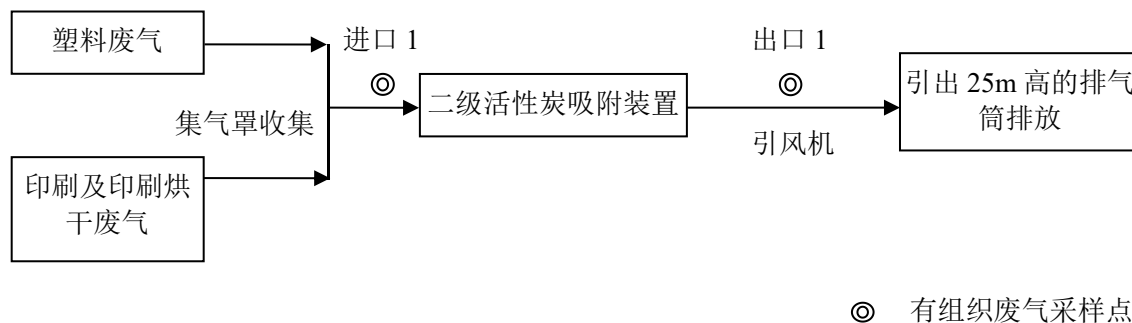 塑料废气
进口 1
出口 1
集气罩收集
二级活性炭吸附装置
引出 25m 高的排气
筒排放
引风机
印刷及印刷烘
干废气
◎ 有组织废气采样点